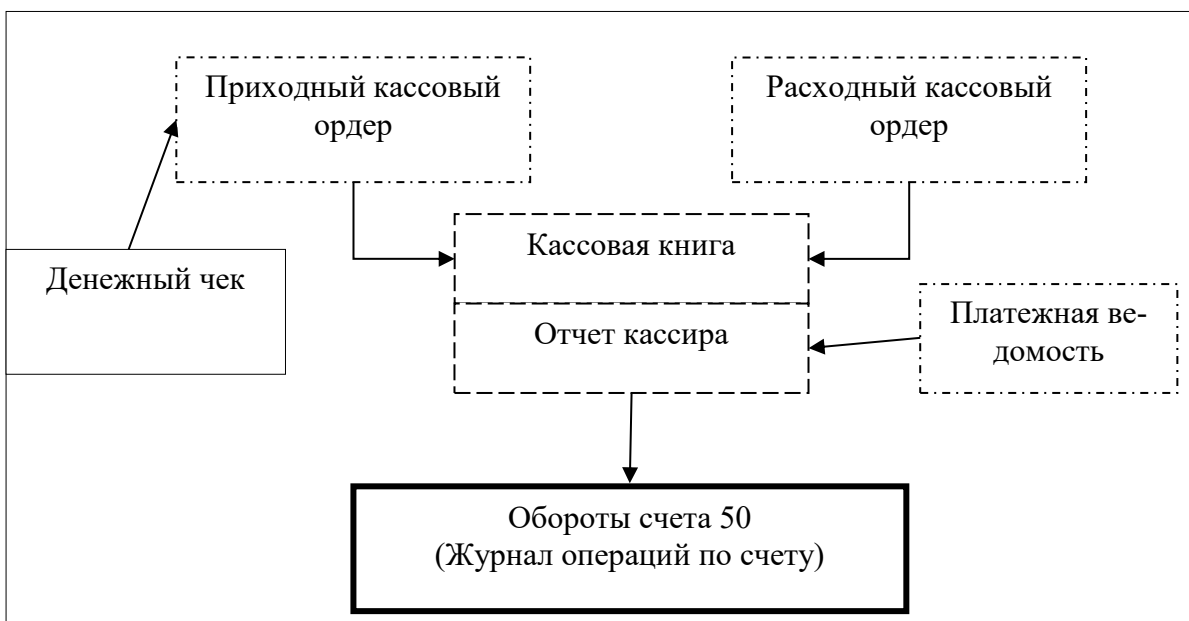 Приходный кассовый
ордер
Расходный кассовый
ордер
Кассовая книга
Денежный чек
Отчет кассира
Платежная ве-
домость
Обороты счета 50
(Журнал операций по счету)